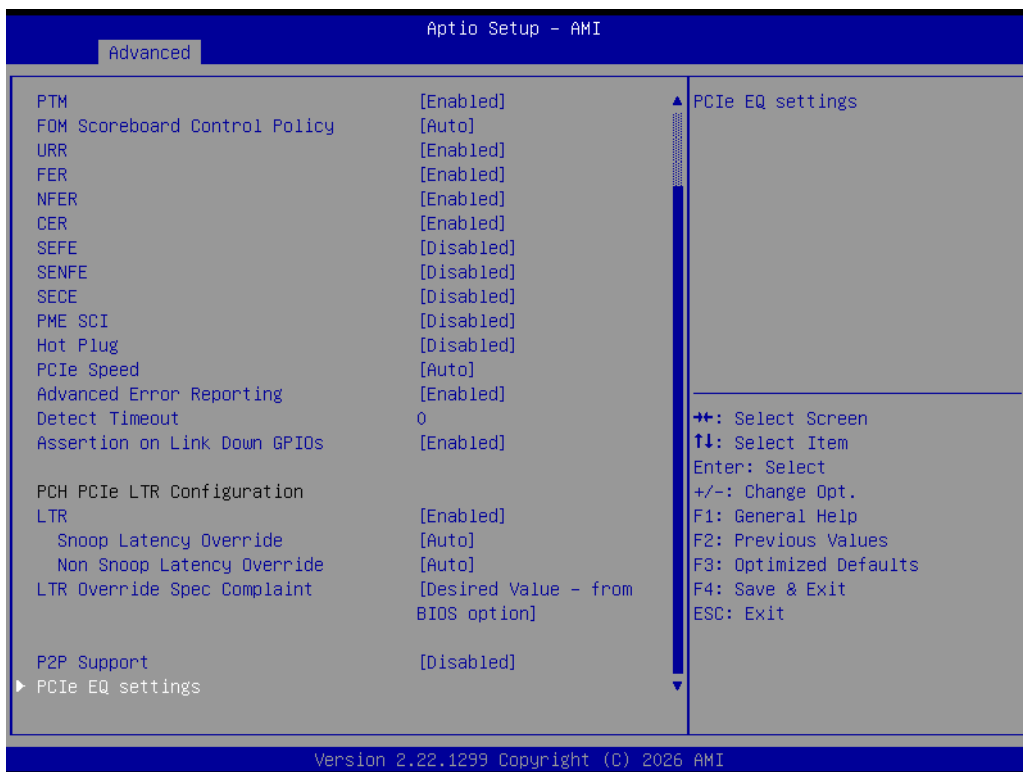 Aptio Setup – AMI
Advanced
PTM [Enabled]
FOM Scoreboard Control Policy [Auto]
URR [Enabled]
FER [Enabled]
NFER [Enabled]
CER [Enabled]
SEFE [Disabled]
SENFE [Disabled]
SECE [Disabled]
PME SCI [Disabled]
Hot Plug [Disabled]
PCIe Speed [Auto]
Advanced Error Reporting [Enabled]
Detect Timeout 0
Assertion on Link Down GPIOs [Enabled]
PCH PCIe LTR Configuration
LTR [Enabled]
Snoop Latency Override [Auto]
Non Snoop Latency Override [Auto]
LTR Override Spec Complaint [Desired Value – from
BIOS option]
P2P Support [Disabled]
PCIe EQ settings
PCIe EQ settings
→←: Select Screen
↑↓: Select Item
Enter: Select
+/-: Change Opt.
F1: General Help
F2: Previous Values
F3: Optimized Defaults
F4: Save & Exit
ESC: Exit
Version 2.22.1299 Copyright (C) 2026 AMI